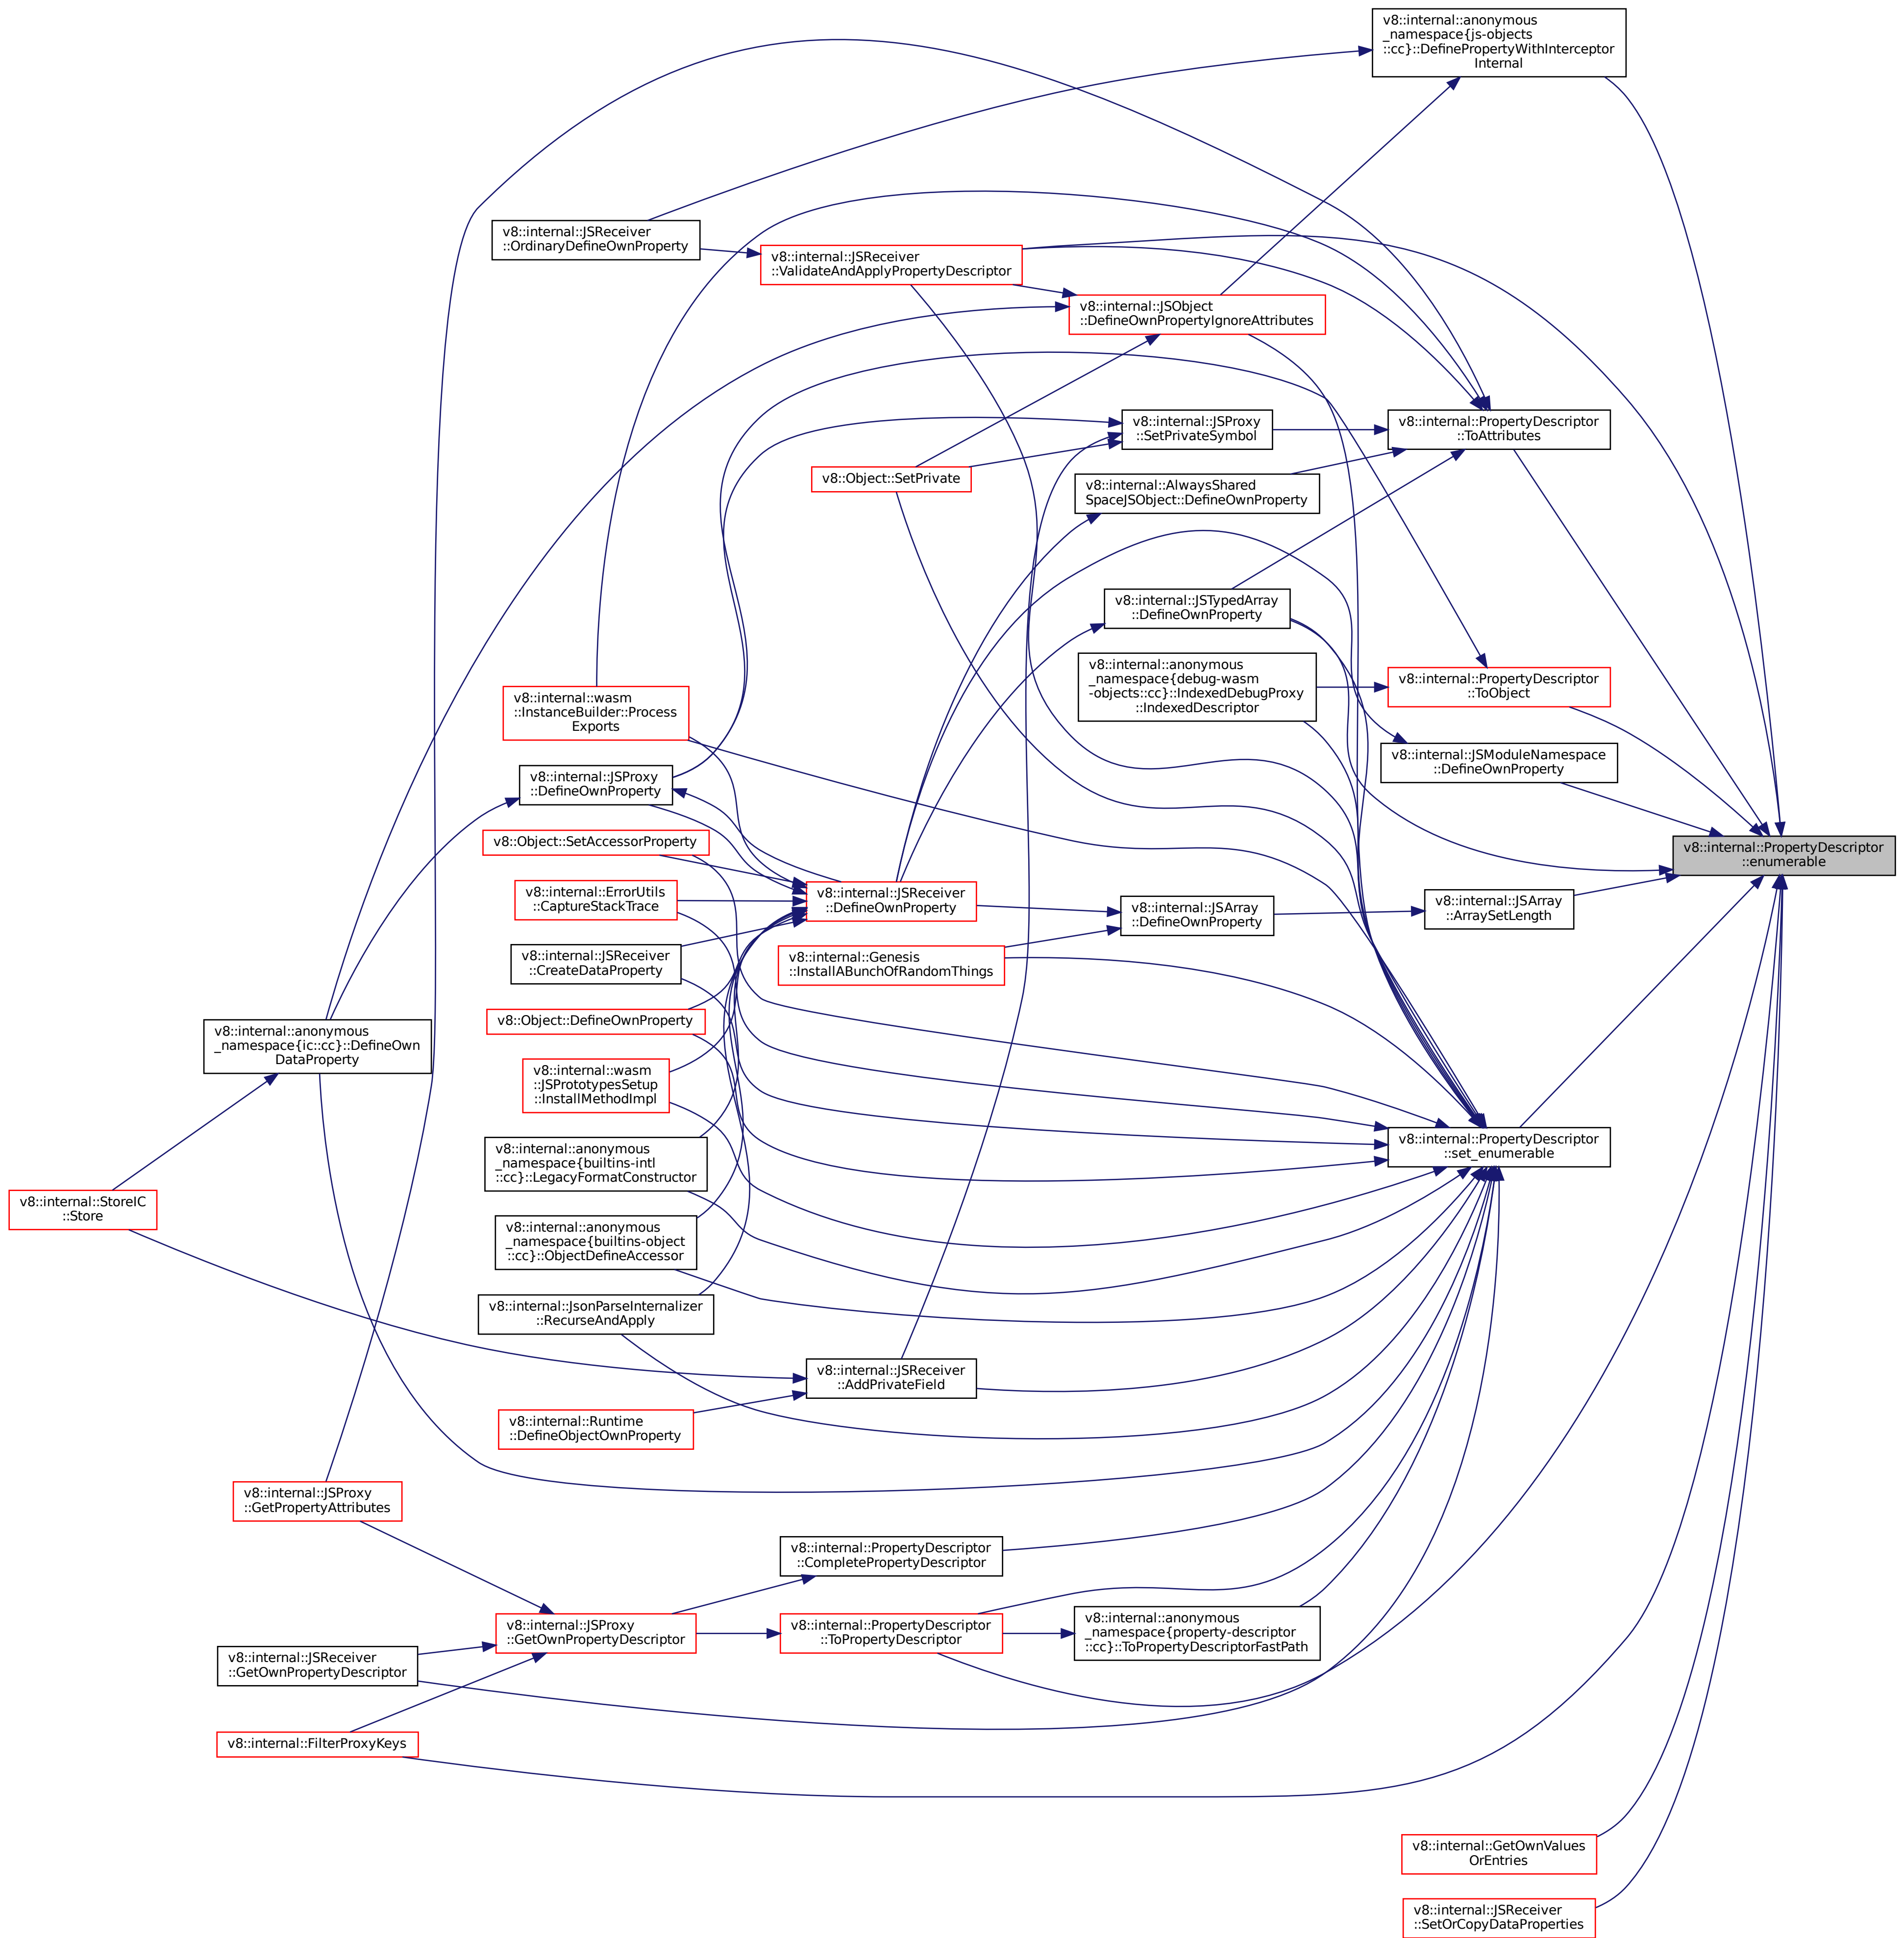 v8::internal::anonymous
_namespace{js-objects
::cc}::DefinePropertyWithInterceptor
Internal
v8::internal::JSReceiver
::OrdinaryDefineOwnProperty
v8::internal::JSReceiver
::ValidateAndApplyPropertyDescriptor
v8::internal::JSObject
::DefineOwnPropertyIgnoreAttributes
v8::internal::JSProxy
::SetPrivateSymbol
v8::internal::PropertyDescriptor
::ToAttributes
v8::Object::SetPrivate
v8::internal::AlwaysShared
SpaceJSObject::DefineOwnProperty
v8::internal::JSTypedArray
::DefineOwnProperty
v8::internal::anonymous
_namespace{debug-wasm
-objects::cc}::IndexedDebugProxy
::IndexedDescriptor
v8::internal::PropertyDescriptor
::ToObject
v8::internal::wasm
::InstanceBuilder::Process
Exports
v8::internal::JSModuleNamespace
::DefineOwnProperty
v8::internal::JSProxy
::DefineOwnProperty
v8::Object::SetAccessorProperty
v8::internal::PropertyDescriptor
::enumerable
v8::internal::ErrorUtils
::CaptureStackTrace
v8::internal::JSReceiver
::DefineOwnProperty
v8::internal::JSArray
::DefineOwnProperty
v8::internal::JSArray
::ArraySetLength
v8::internal::JSReceiver
::CreateDataProperty
v8::internal::Genesis
::InstallABunchOfRandomThings
v8::Object::DefineOwnProperty
v8::internal::anonymous
_namespace{ic::cc}::DefineOwn
DataProperty
v8::internal::wasm
::JSPrototypesSetup
::InstallMethodImpl
v8::internal::PropertyDescriptor
::set_enumerable
v8::internal::anonymous
_namespace{builtins-intl
::cc}::LegacyFormatConstructor
v8::internal::StoreIC
::Store
v8::internal::anonymous
_namespace{builtins-object
::cc}::ObjectDefineAccessor
v8::internal::JsonParseInternalizer
::RecurseAndApply
v8::internal::JSReceiver
::AddPrivateField
v8::internal::Runtime
::DefineObjectOwnProperty
v8::internal::JSProxy
::GetPropertyAttributes
v8::internal::PropertyDescriptor
::CompletePropertyDescriptor
v8::internal::JSProxy
::GetOwnPropertyDescriptor
v8::internal::PropertyDescriptor
::ToPropertyDescriptor
v8::internal::anonymous
_namespace{property-descriptor
::cc}::ToPropertyDescriptorFastPath
v8::internal::JSReceiver
::GetOwnPropertyDescriptor
v8::internal::FilterProxyKeys
v8::internal::GetOwnValues
OrEntries
v8::internal::JSReceiver
::SetOrCopyDataProperties